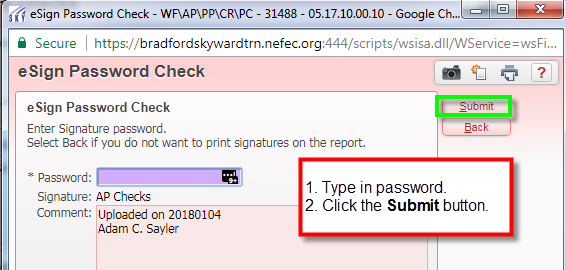 eSign Password Check - WF\AP\PP\CR\PC - 31488 - 05.17.10.00.10 - Google Ch
Secure https://bradfordskywardtrn.nefec.org:444/scripts/wsisa.dll/WService=wsFi...
eSign Password Check
?
eSign Password Check
Submit
Enter Signature password.
Select Back if you do not want to print signatures on the report.
Back
* Password:
Signature: AP Checks
Comment: Uploaded on 20180104
Adam C. Sayler
1. Type in password.
2. Click the Submit button.